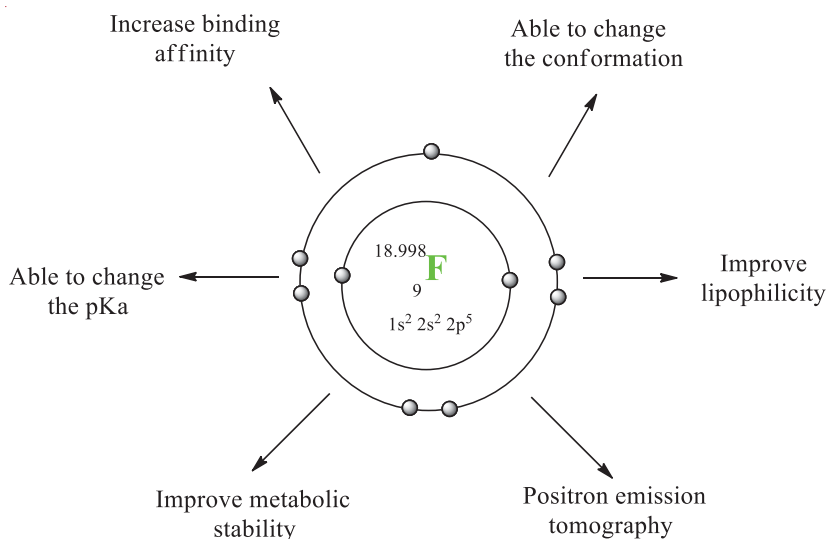 Increase binding
affinity
Able to change
the conformation
18.998
F
9
1s² 2s² 2p⁵
Able to change
the pKa
Improve
lipophilicity
Improve metabolic
stability
Positron emission
tomography